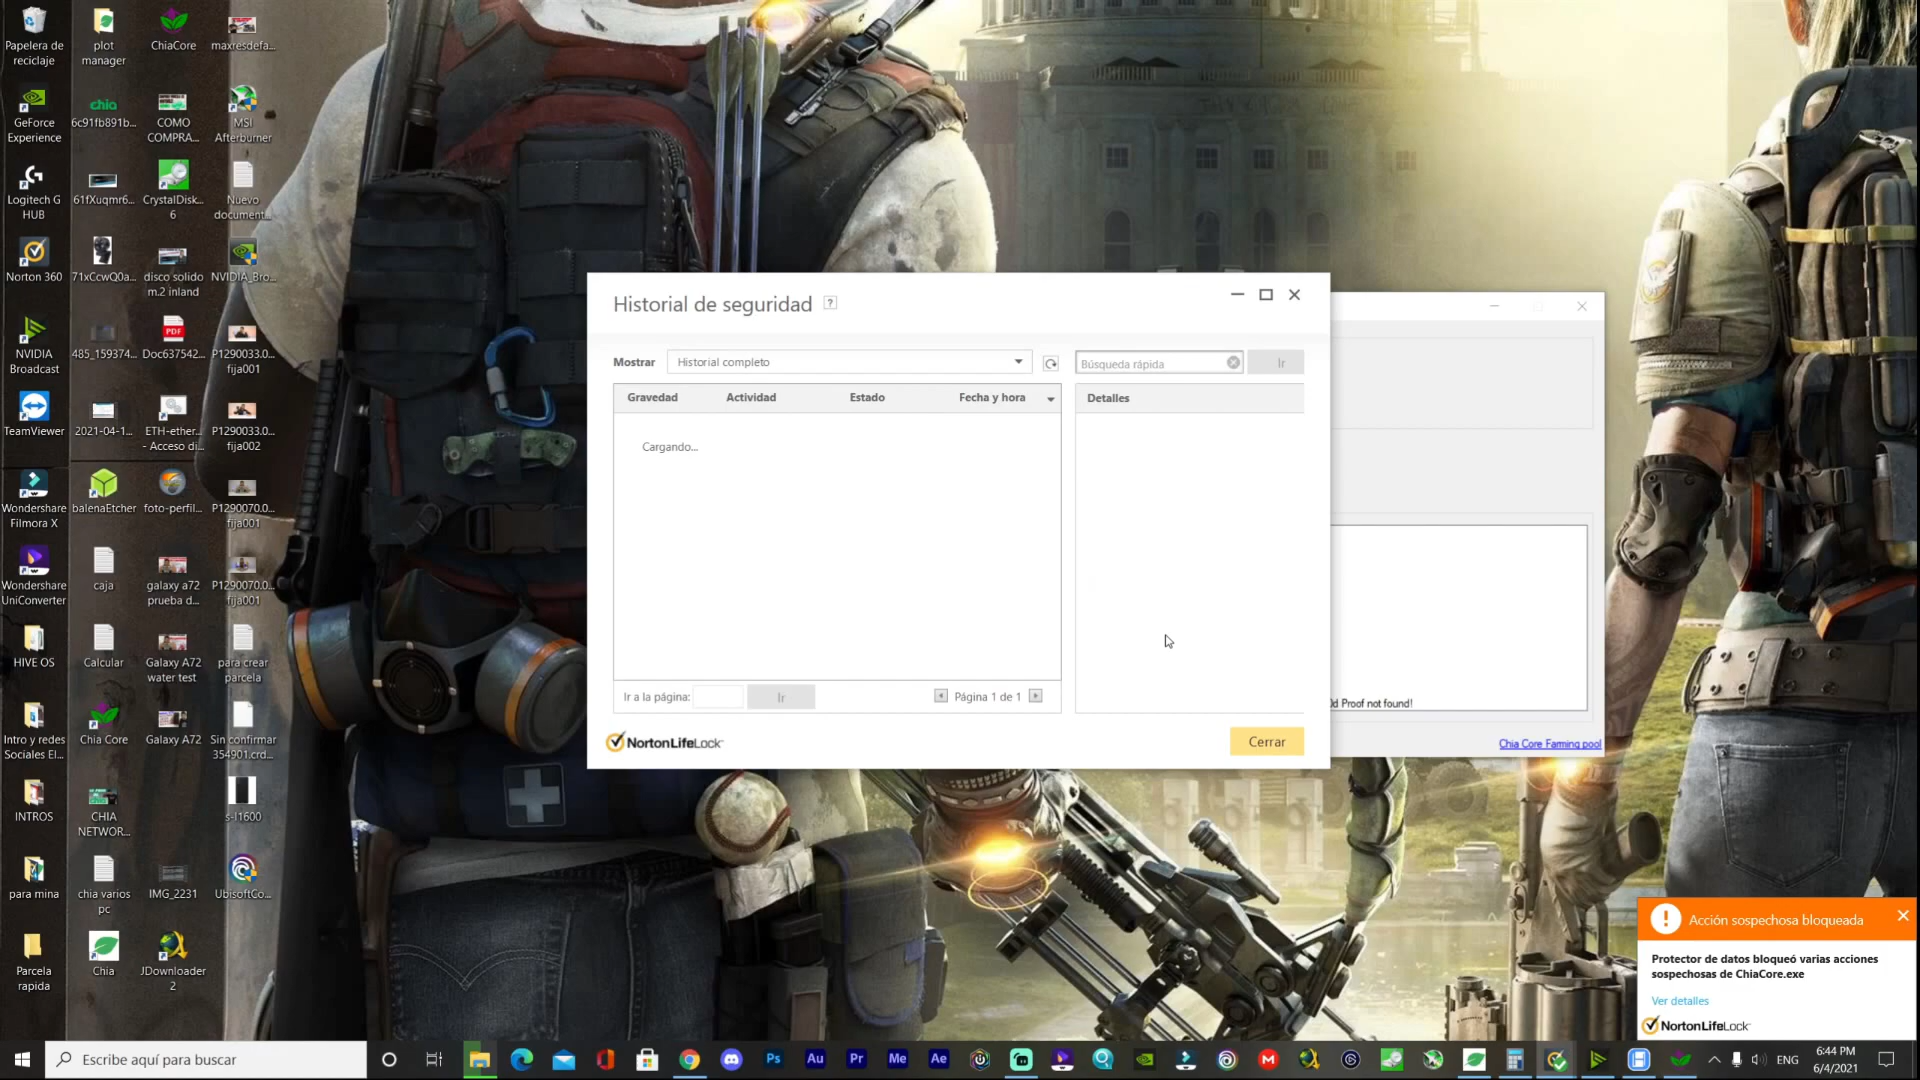 Papelera de
reciclaje
plot
manager
ChiaCore
maxresdefa...
GeForce
Experience
chia
6c91fb891b...
COMO
COMPRA...
MSI
Afterburner
Logitech G
HUB
61fXuqmr6...
CrystalDisk...
6
Nuevo
document...
Norton 360
71xCcwQ0a...
disco solido
m.2 inland
NVIDIA_Bro...
NVIDIA
Broadcast
485_159374...
PDF
Doc637542...
P1290033.0...
fija001
TeamViewer
2021-04-1...
ETH-ether...
- Acceso di...
P1290033.0...
fija002
Wondershare
Filmora X
balenaEtcher
foto-perfil...
P1290070.0...
fija001
Wondershare
UniConverter
caja
galaxy a72
prueba d...
P1290070.0...
fija001
HIVE OS
Calcular
Galaxy A72
water test
para crear
parcela
Intro y redes
Sociales El...
Chia Core
Galaxy A72
Sin confirmar
354901.crd...
INTROS
CHIA
NETWOR...
s-l1600
para mina
chia varios
pc
IMG_2231
UbisoftCo...
Parcela
rapida
Chia
JDownloader
2
Historial de seguridad ?
Mostrar Historial completo
Búsqueda rápida Ir
Gravedad Actividad Estado Fecha y hora
Detalles
Cargando...
Ir a la página: Ir Página 1 de 1
NortonLifeLock
Cerrar
Proof not found!
Chia Core Farming pool
Acción sospechosa bloqueada
Protector de datos bloqueó varias acciones
sospechosas de ChiaCore.exe
Ver detalles
NortonLifeLock
Escribe aquí para buscar
Ps
Au
Pr
Me
Ae
ENG
6:44 PM
6/4/2021